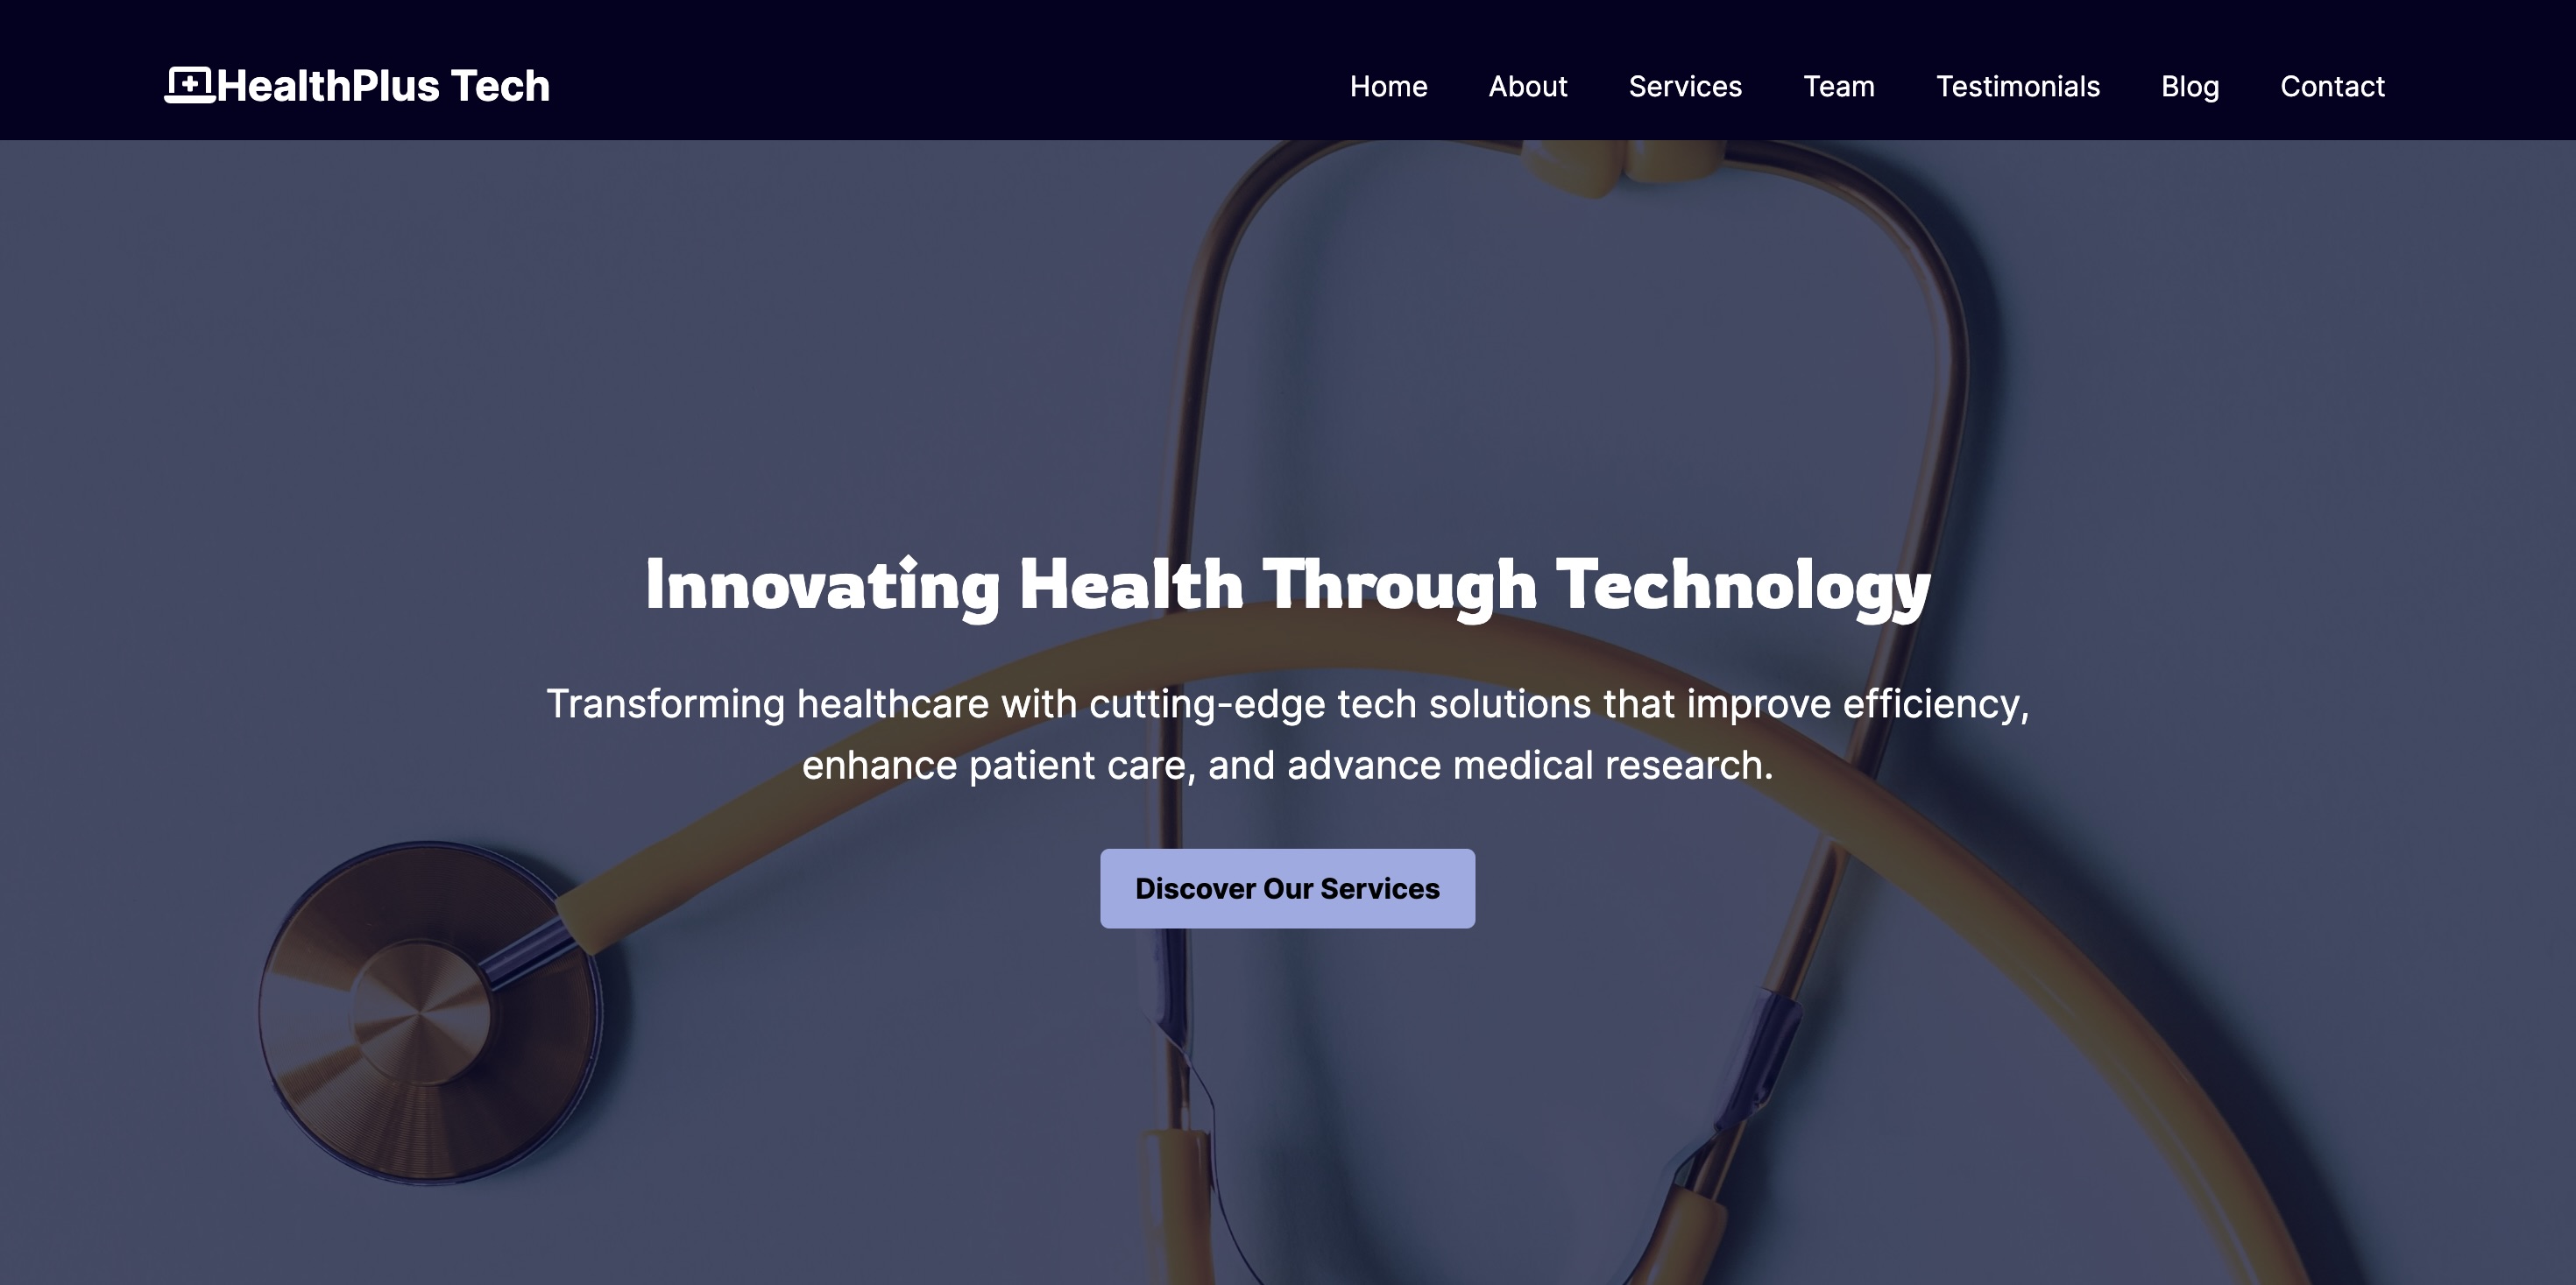 HealthPlus Tech
Home About Services Team Testimonials Blog Contact
Innovating Health Through Technology
Transforming healthcare with cutting-edge tech solutions that improve efficiency,
enhance patient care, and advance medical research.
Discover Our Services